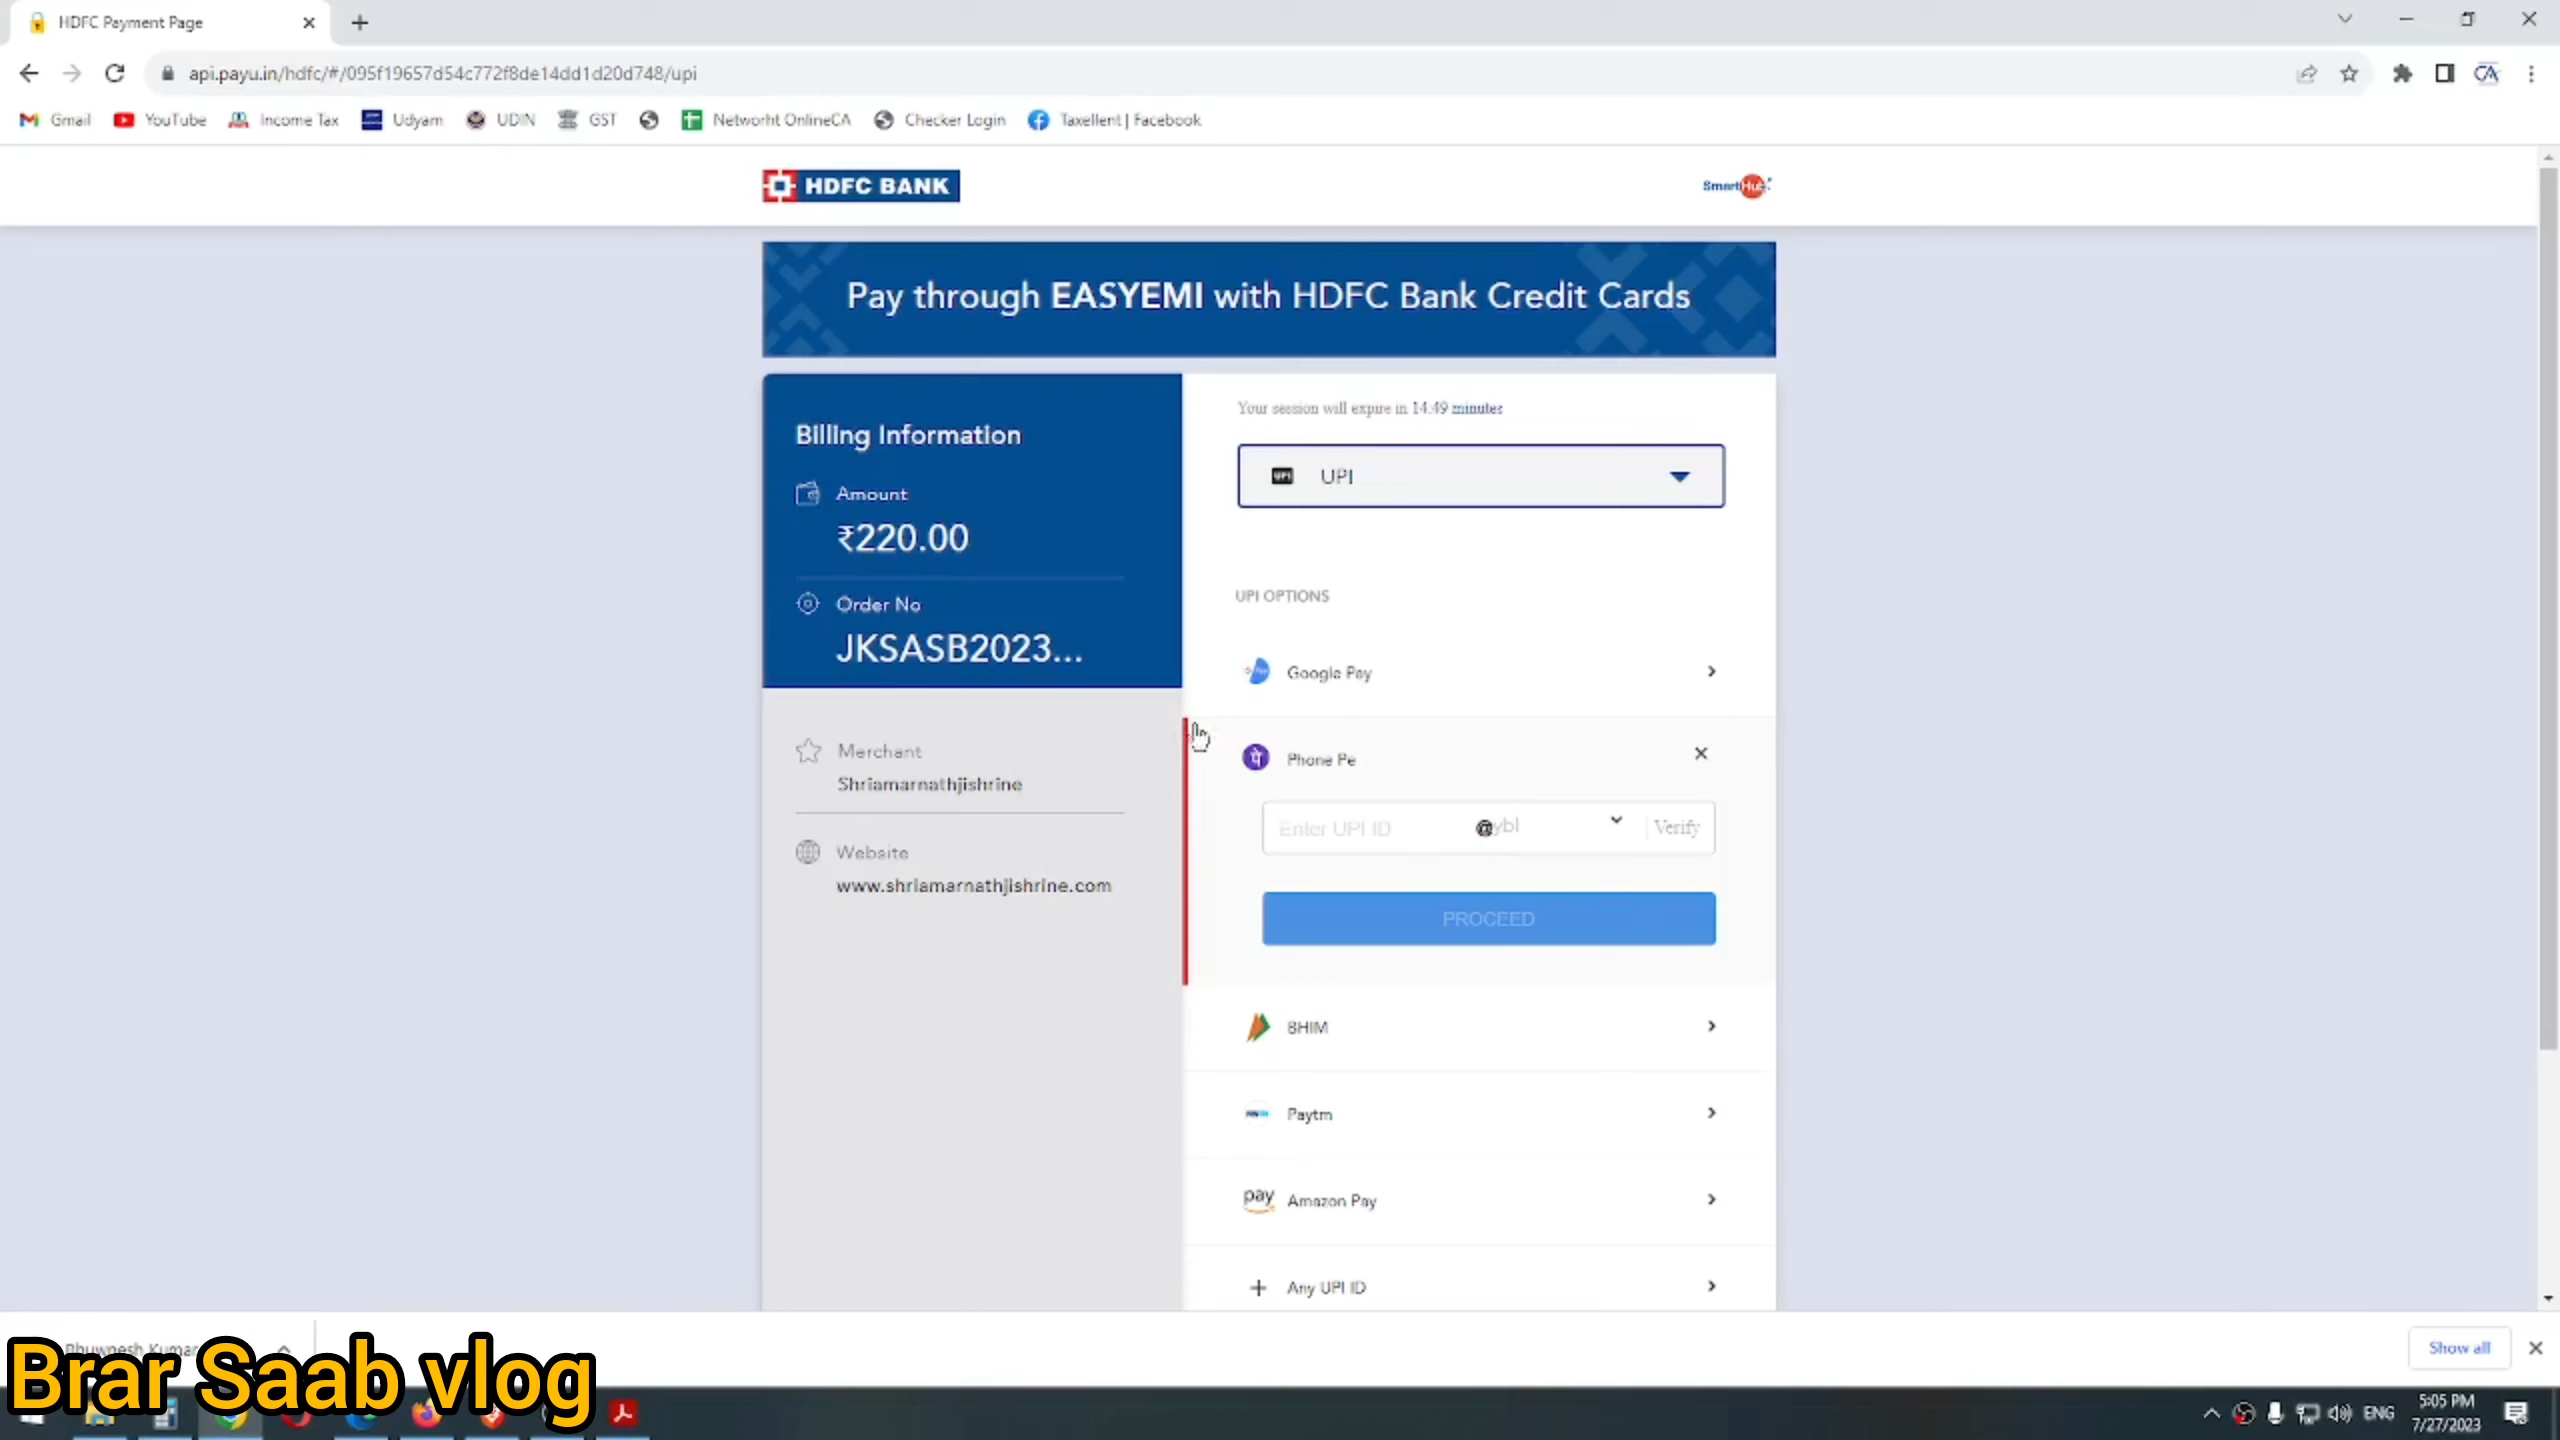 HDFC Payment Page
api.payu.in/hdfc/#/095f19657d54c772f8de14dd1d20d748/upi
Gmail YouTube Income Tax Udyam UDIN GST Networht OnlineCA Checker Login Taxellent | Facebook
HDFC BANK
SmartHub
Pay through EASYEMI with HDFC Bank Credit Cards
Billing Information
Amount
₹220.00
Order No
JKSASB2023...
Merchant
Shriamarnathjishrine
Website
www.shriamarnathjishrine.com
Your session will expire in 14:49 minutes
UPI
UPI OPTIONS
Google Pay
Phone Pe
Enter UPI ID @ybl Verify
PROCEED
BHIM
Paytm
Amazon Pay
Any UPI ID
Bhuwnesh Kumar
Show all
Brar Saab vlog
ENG
5:05 PM
7/27/2023